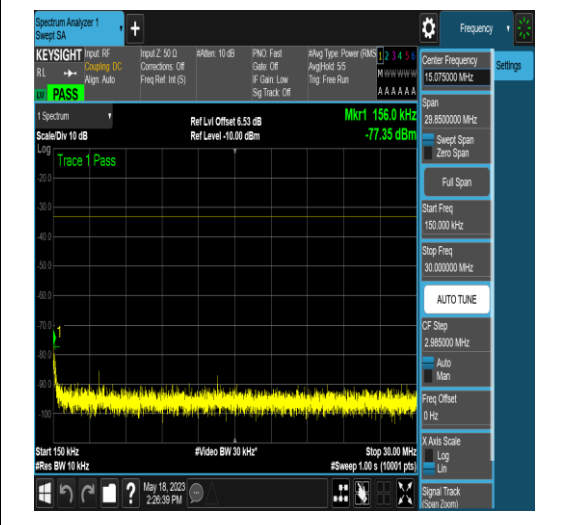 Spectrum Analyzer 1
Swept SA
Frequency
KEYSIGHT
RL
PASS
Input: RF
Coupling: DC
Align: Auto
Input Z: 50 Ω
Corrections: Off
Freq Ref: Int (S)
#Atten: 10 dB
PNO: Fast
Gate: Off
IF Gain: Low
Sig Track: Off
#Avg Type: Power (RMS
Avg|Hold: 5/5
Trig: Free Run
1 2 3 4 5 6
M w w w w w
A A A A A A
Center Frequency
15.075000 MHz
Settings
Span
29.8500000 MHz
Swept Span
Zero Span
Full Span
Start Freq
150.000 kHz
Stop Freq
30.000000 MHz
AUTO TUNE
CF Step
2.985000 MHz
Auto
Man
Freq Offset
0 Hz
X Axis Scale
Log
Lin
Signal Track
(Span Zoom)
1 Spectrum
Scale/Div 10 dB
Ref Lvl Offset 6.53 dB
Ref Level -10.00 dBm
Mkr1 156.0 kHz
-77.35 dBm
Log
Trace 1 Pass
-20.0
-30.0
-40.0
-50.0
-60.0
-70.0
1
-80.0
-90.0
-100
Start 150 kHz
#Res BW 10 kHz
#Video BW 30 kHz*
Stop 30.00 MHz
#Sweep 1.00 s (10001 pts)
?
May 18, 2023
2:26:39 PM